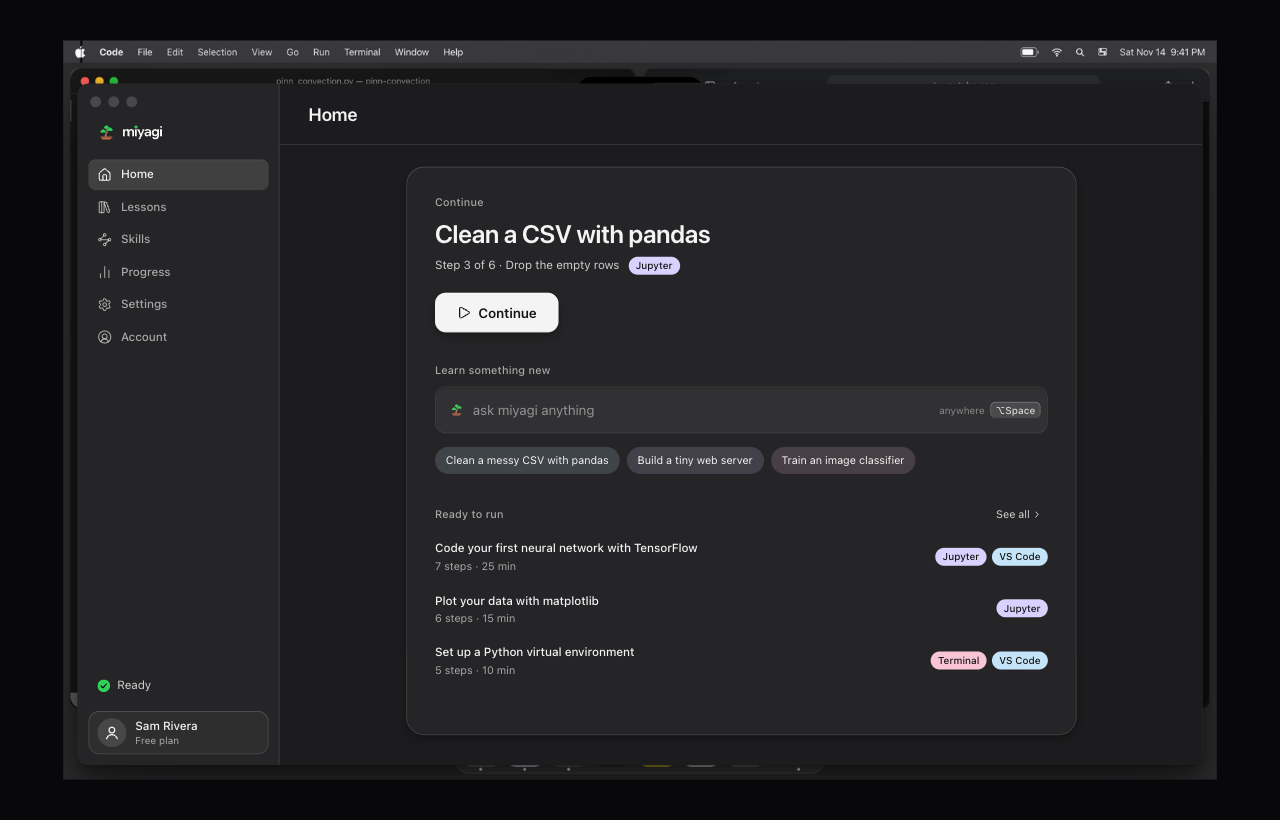 Code File Edit Selection View Go Run Terminal Window Help Sat Nov 14 9:41 PM
pinn_convection.py — pinn-convection
miyagi
Home
Lessons
Skills
Progress
Settings
Account
Ready
Sam Rivera
Free plan
Home
Continue
Clean a CSV with pandas
Step 3 of 6 · Drop the empty rows Jupyter
Continue
Learn something new
ask miyagi anything anywhere ⌥Space
Clean a messy CSV with pandas Build a tiny web server Train an image classifier
Ready to run See all
Code your first neural network with TensorFlow Jupyter VS Code
7 steps · 25 min
Plot your data with matplotlib Jupyter
6 steps · 15 min
Set up a Python virtual environment Terminal VS Code
5 steps · 10 min